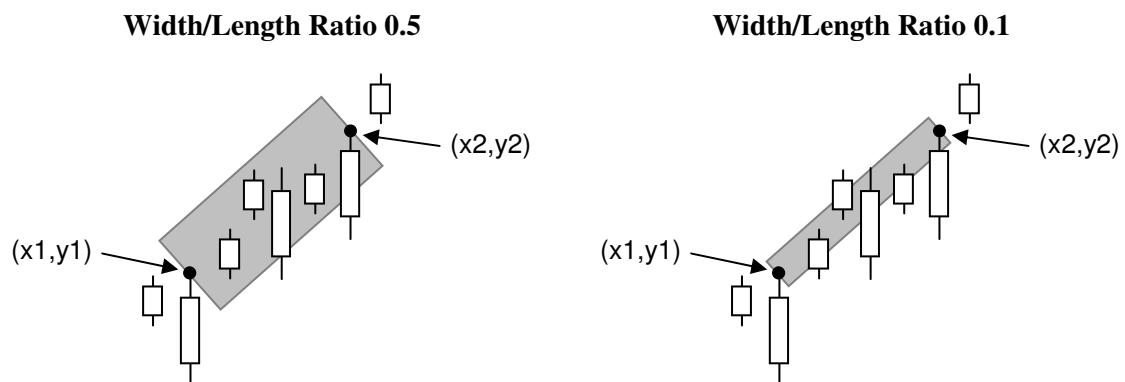 Width/Length Ratio 0.5
Width/Length Ratio 0.1
(x2,y2)
(x2,y2)
(x1,y1)
(x1,y1)